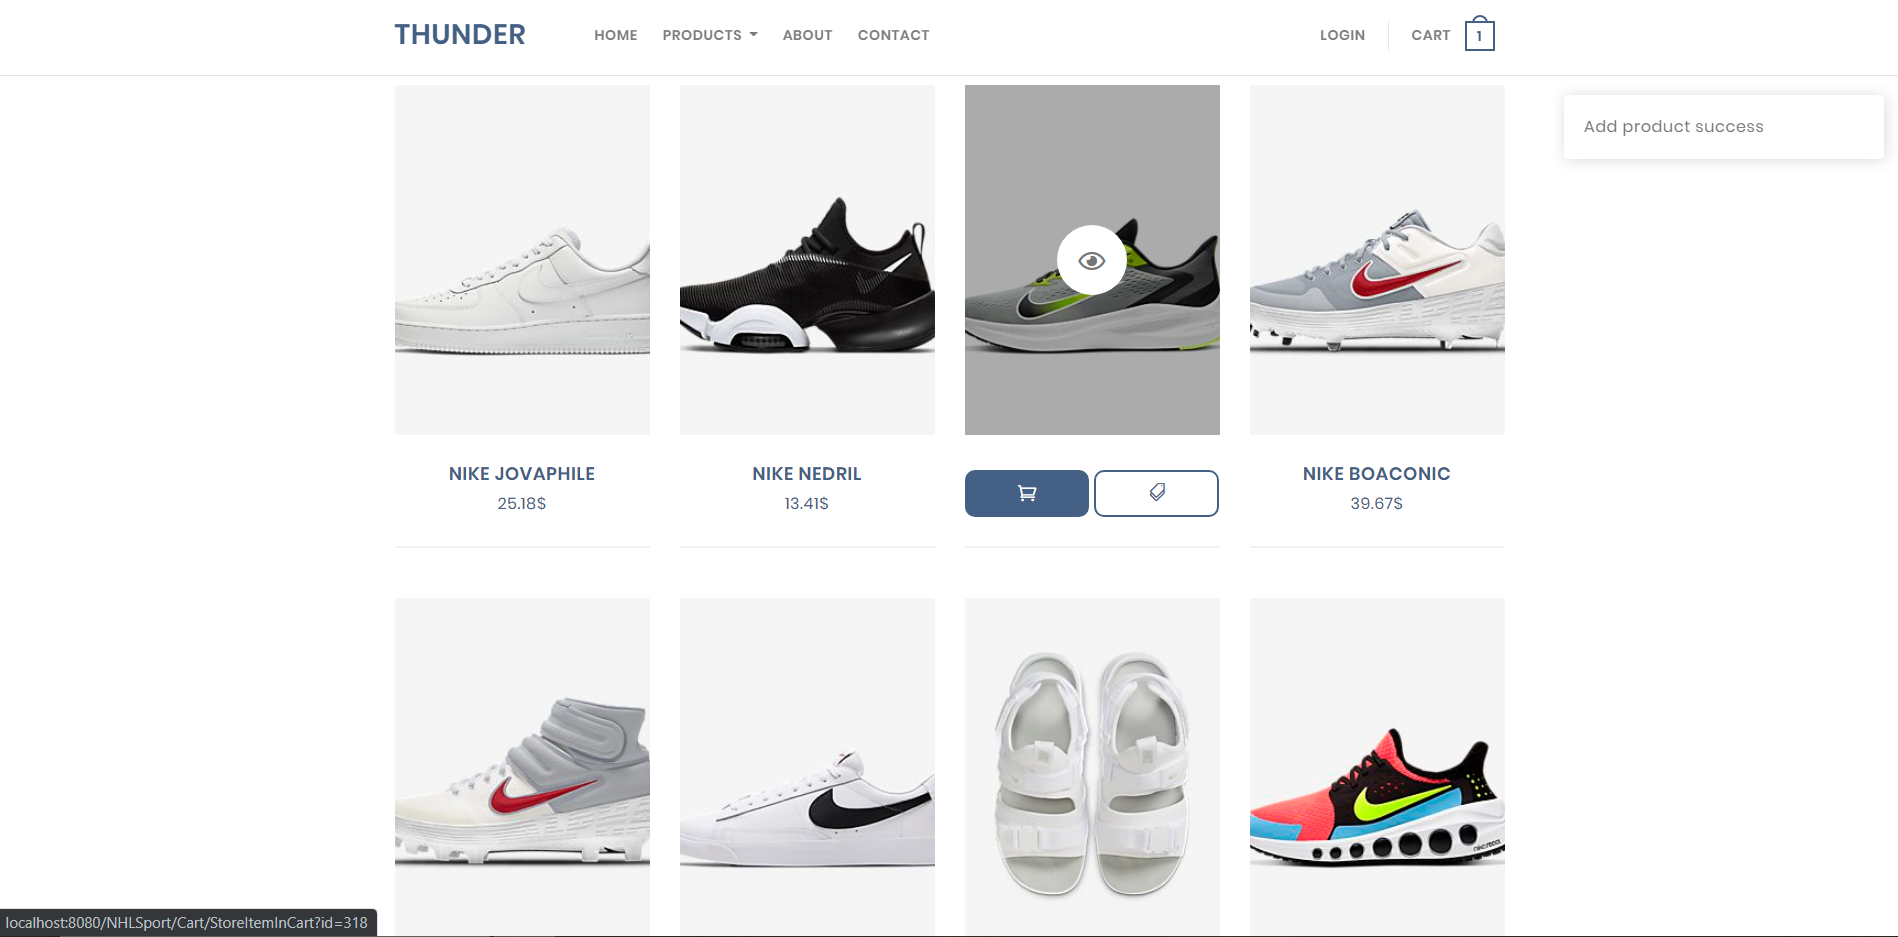 THUNDER
HOME
PRODUCTS
ABOUT
CONTACT
LOGIN
CART
1
Add product success
NIKE JOVAPHILE
25.18$
NIKE NEDRIL
13.41$
NIKE BOACONIC
39.67$
localhost:8080/NHLSport/Cart/StoreItemInCart?id=318